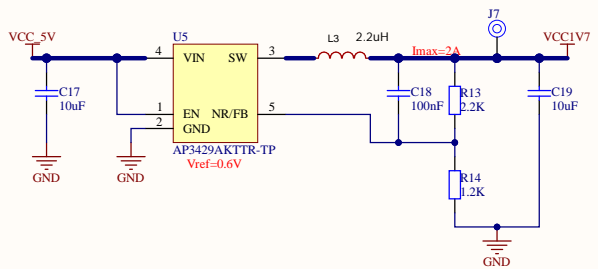 J7
VCC_5V
U5
L3
2.2uH
VCC1V7
4
VIN
SW
3
Imax=2A
C17
10uF
C18
100nF
R13
2.2K
C19
10uF
1
EN
NR/FB
5
2
GND
AP3429AKTTR-TP
Vref=0.6V
GND
GND
R14
1.2K
GND